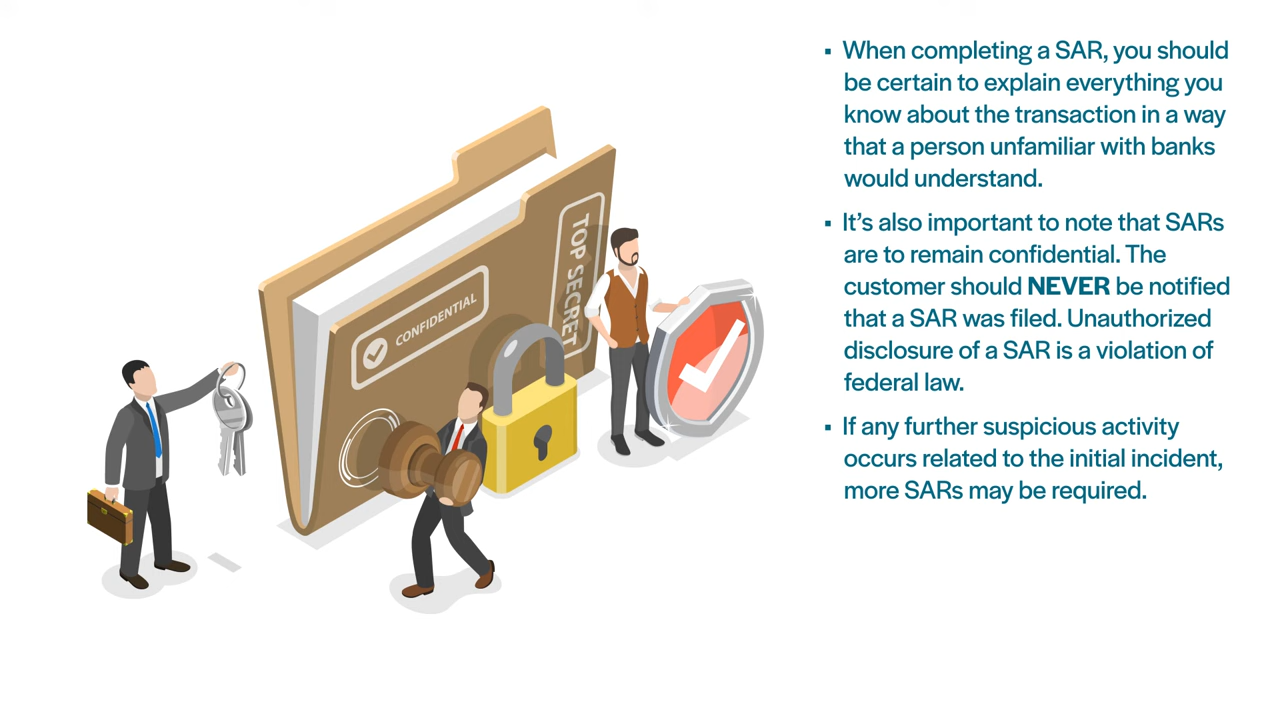 CONFIDENTIAL
TOP SECRET
▪ When completing a SAR, you should
be certain to explain everything you
know about the transaction in a way
that a person unfamiliar with banks
would understand.
▪ It’s also important to note that SARs
are to remain confidential. The
customer should NEVER be notified
that a SAR was filed. Unauthorized
disclosure of a SAR is a violation of
federal law.
▪ If any further suspicious activity
occurs related to the initial incident,
more SARs may be required.